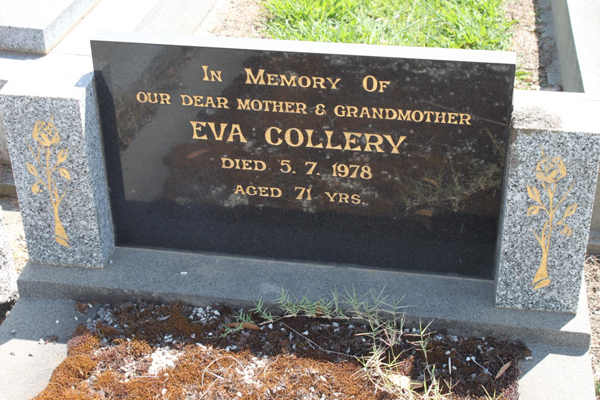 In Memory Of
OUR DEAR MOTHER & GRANDMOTHER
EVA COLLERY
DIED 5. 7. 1978
AGED 71 YRS.